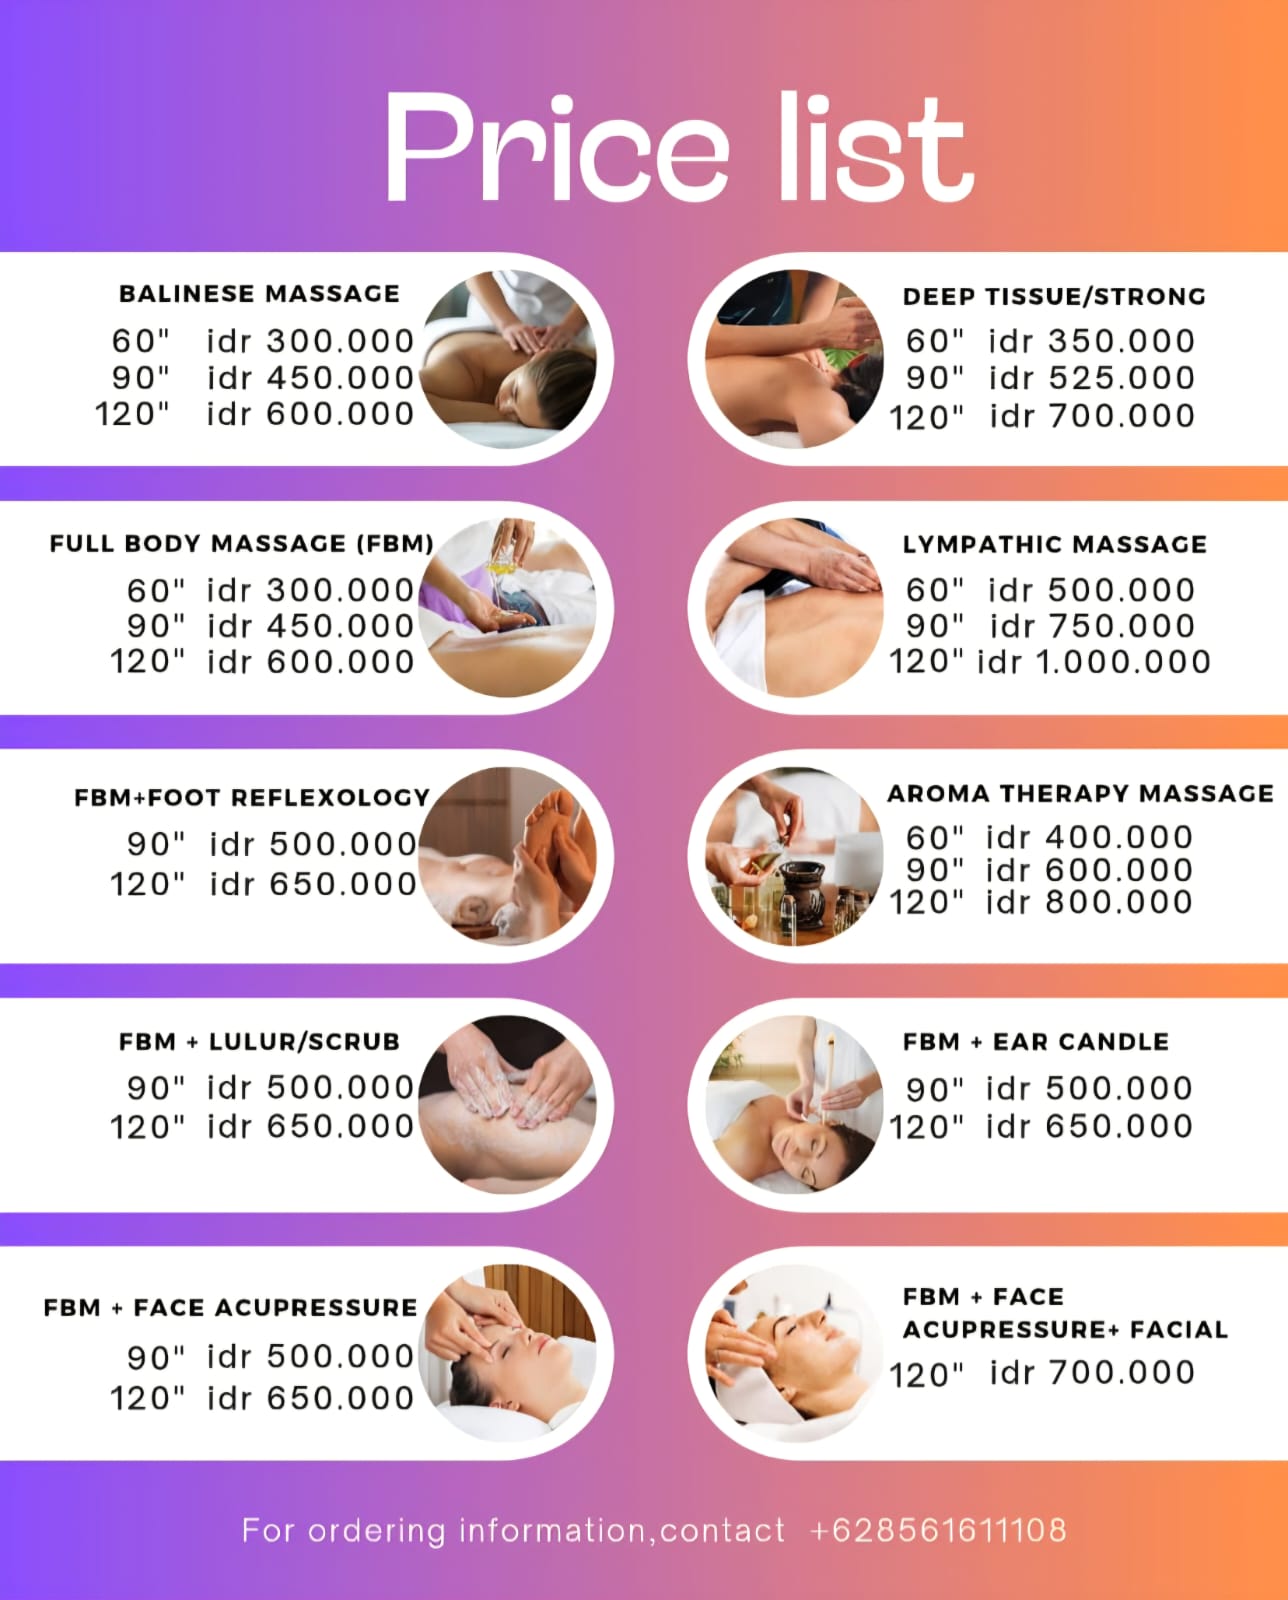 Price list
BALINESE MASSAGE
60" idr 300.000
90" idr 450.000
120" idr 600.000
DEEP TISSUE/STRONG
60" idr 350.000
90" idr 525.000
120" idr 700.000
FULL BODY MASSAGE (FBM)
60" idr 300.000
90" idr 450.000
120" idr 600.000
LYMPATHIC MASSAGE
60" idr 500.000
90" idr 750.000
120" idr 1.000.000
FBM+FOOT REFLEXOLOGY
90" idr 500.000
120" idr 650.000
AROMA THERAPY MASSAGE
60" idr 400.000
90" idr 600.000
120" idr 800.000
FBM + LULUR/SCRUB
90" idr 500.000
120" idr 650.000
FBM + EAR CANDLE
90" idr 500.000
120" idr 650.000
FBM + FACE ACUPRESSURE
90" idr 500.000
120" idr 650.000
FBM + FACE
ACUPRESSURE+ FACIAL
120" idr 700.000
For ordering information,contact +628561611108